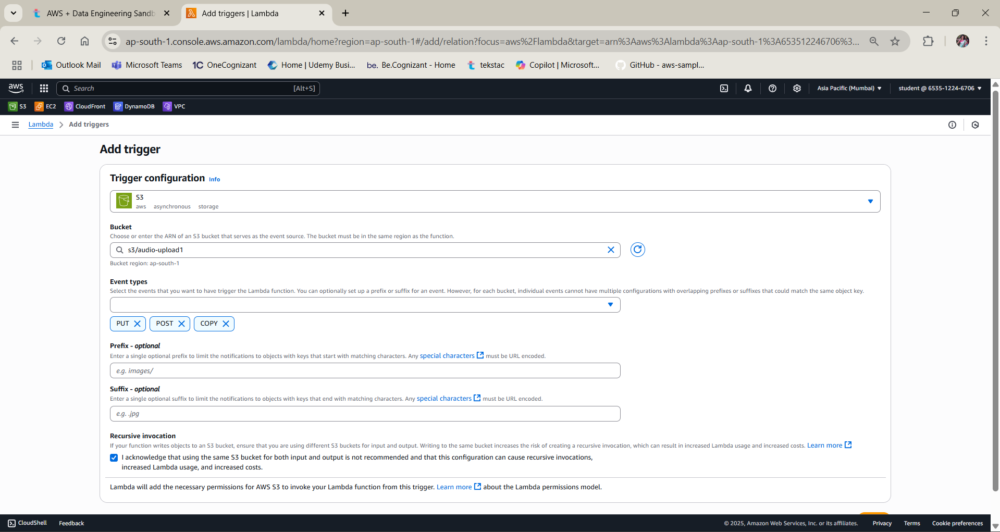 AWS + Data Engineering Sandb
Add triggers | Lambda
ap-south-1.console.aws.amazon.com/lambda/home?region=ap-south-1#/add/relation?focus=aws%2Flambda&target=arn%3Aaws%3Alambda%3Aap-south-1%3A653512246706%3...
Outlook Mail
Microsoft Teams
1C OneCognizant
Home | Udemy Busi...
be. Be.Cognizant - Home
tekstac
Copilot | Microsoft...
GitHub - aws-sampl...
aws
Search
[Alt+S]
Asia Pacific (Mumbai)
student @ 6535-1224-6706
S3
EC2
CloudFront
DynamoDB
VPC
Lambda
Add triggers
Add trigger
Trigger configuration Info
S3
aws asynchronous storage
Bucket
Choose or enter the ARN of an S3 bucket that serves as the event source. The bucket must be in the same region as the function.
s3/audio-upload1
Bucket region: ap-south-1
Event types
Select the events that you want to have trigger the Lambda function. You can optionally set up a prefix or suffix for an event. However, for each bucket, individual events cannot have multiple configurations with overlapping prefixes or suffixes that could match the same object key.
PUT
POST
COPY
Prefix - optional
Enter a single optional prefix to limit the notifications to objects with keys that start with matching characters. Any special characters must be URL encoded.
e.g. images/
Suffix - optional
Enter a single optional suffix to limit the notifications to objects with keys that end with matching characters. Any special characters must be URL encoded.
e.g. .jpg
Recursive invocation
If your function writes objects to an S3 bucket, ensure that you are using different S3 buckets for input and output. Writing to the same bucket increases the risk of creating a recursive invocation, which can result in increased Lambda usage and increased costs. Learn more
I acknowledge that using the same S3 bucket for both input and output is not recommended and that this configuration can cause recursive invocations,
increased Lambda usage, and increased costs.
Lambda will add the necessary permissions for AWS S3 to invoke your Lambda function from this trigger. Learn more about the Lambda permissions model.
CloudShell
Feedback
© 2025, Amazon Web Services, Inc. or its affiliates.
Privacy
Terms
Cookie preferences